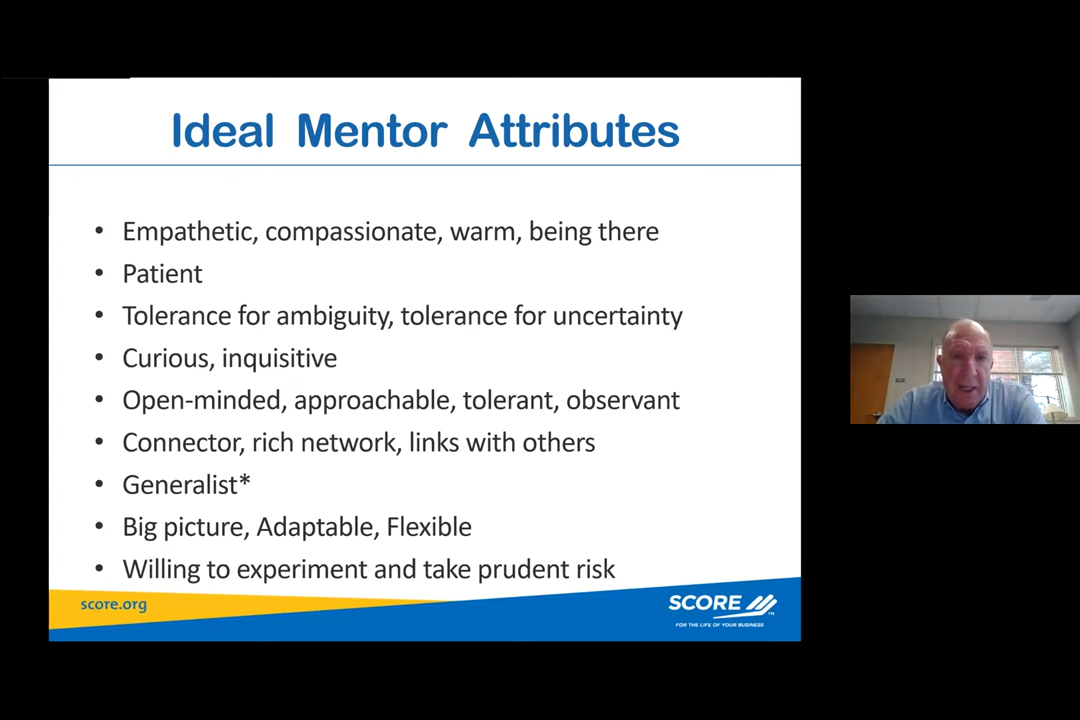 Ideal Mentor Attributes
• Empathetic, compassionate, warm, being there
• Patient
• Tolerance for ambiguity, tolerance for uncertainty
• Curious, inquisitive
• Open-minded, approachable, tolerant, observant
• Connector, rich network, links with others
• Generalist*
• Big picture, Adaptable, Flexible
• Willing to experiment and take prudent risk
score.org
SCORE™
FOR THE LIFE OF YOUR BUSINESS